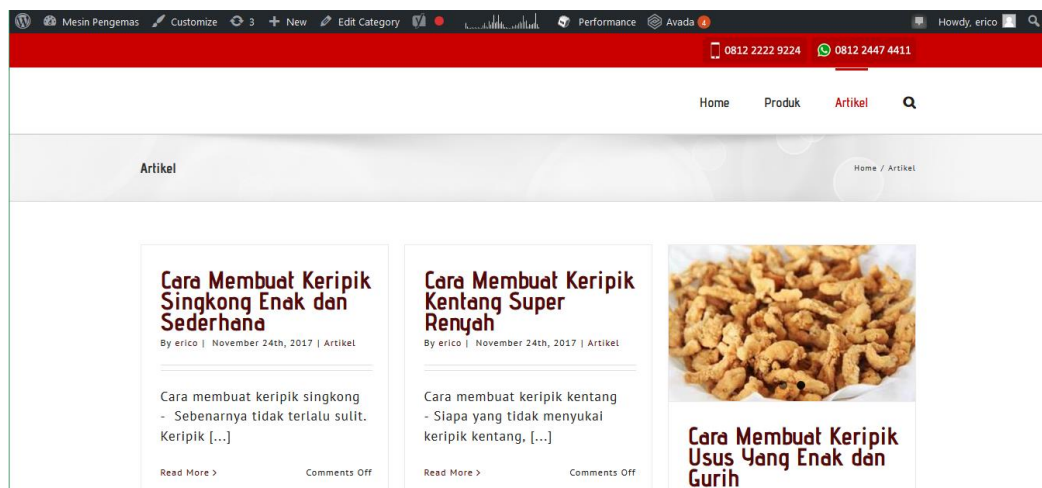 Mesin Pengemas Customize 3 New Edit Category Performance Avada 4 Howdy, erico
0812 2222 9224 0812 2447 4411
Home Produk Artikel
Artikel Home / Artikel
Cara Membuat Keripik
Singkong Enak dan
Sederhana
By erico | November 24th, 2017 | Artikel
Cara membuat keripik singkong
- Sebenarnya tidak terlalu sulit.
Keripik [...]
Read More > Comments Off
Cara Membuat Keripik
Kentang Super
Renyah
By erico | November 24th, 2017 | Artikel
Cara membuat keripik kentang
- Siapa yang tidak menyukai
keripik kentang, [...]
Read More > Comments Off
Cara Membuat Keripik
Usus Yang Enak dan
Gurih